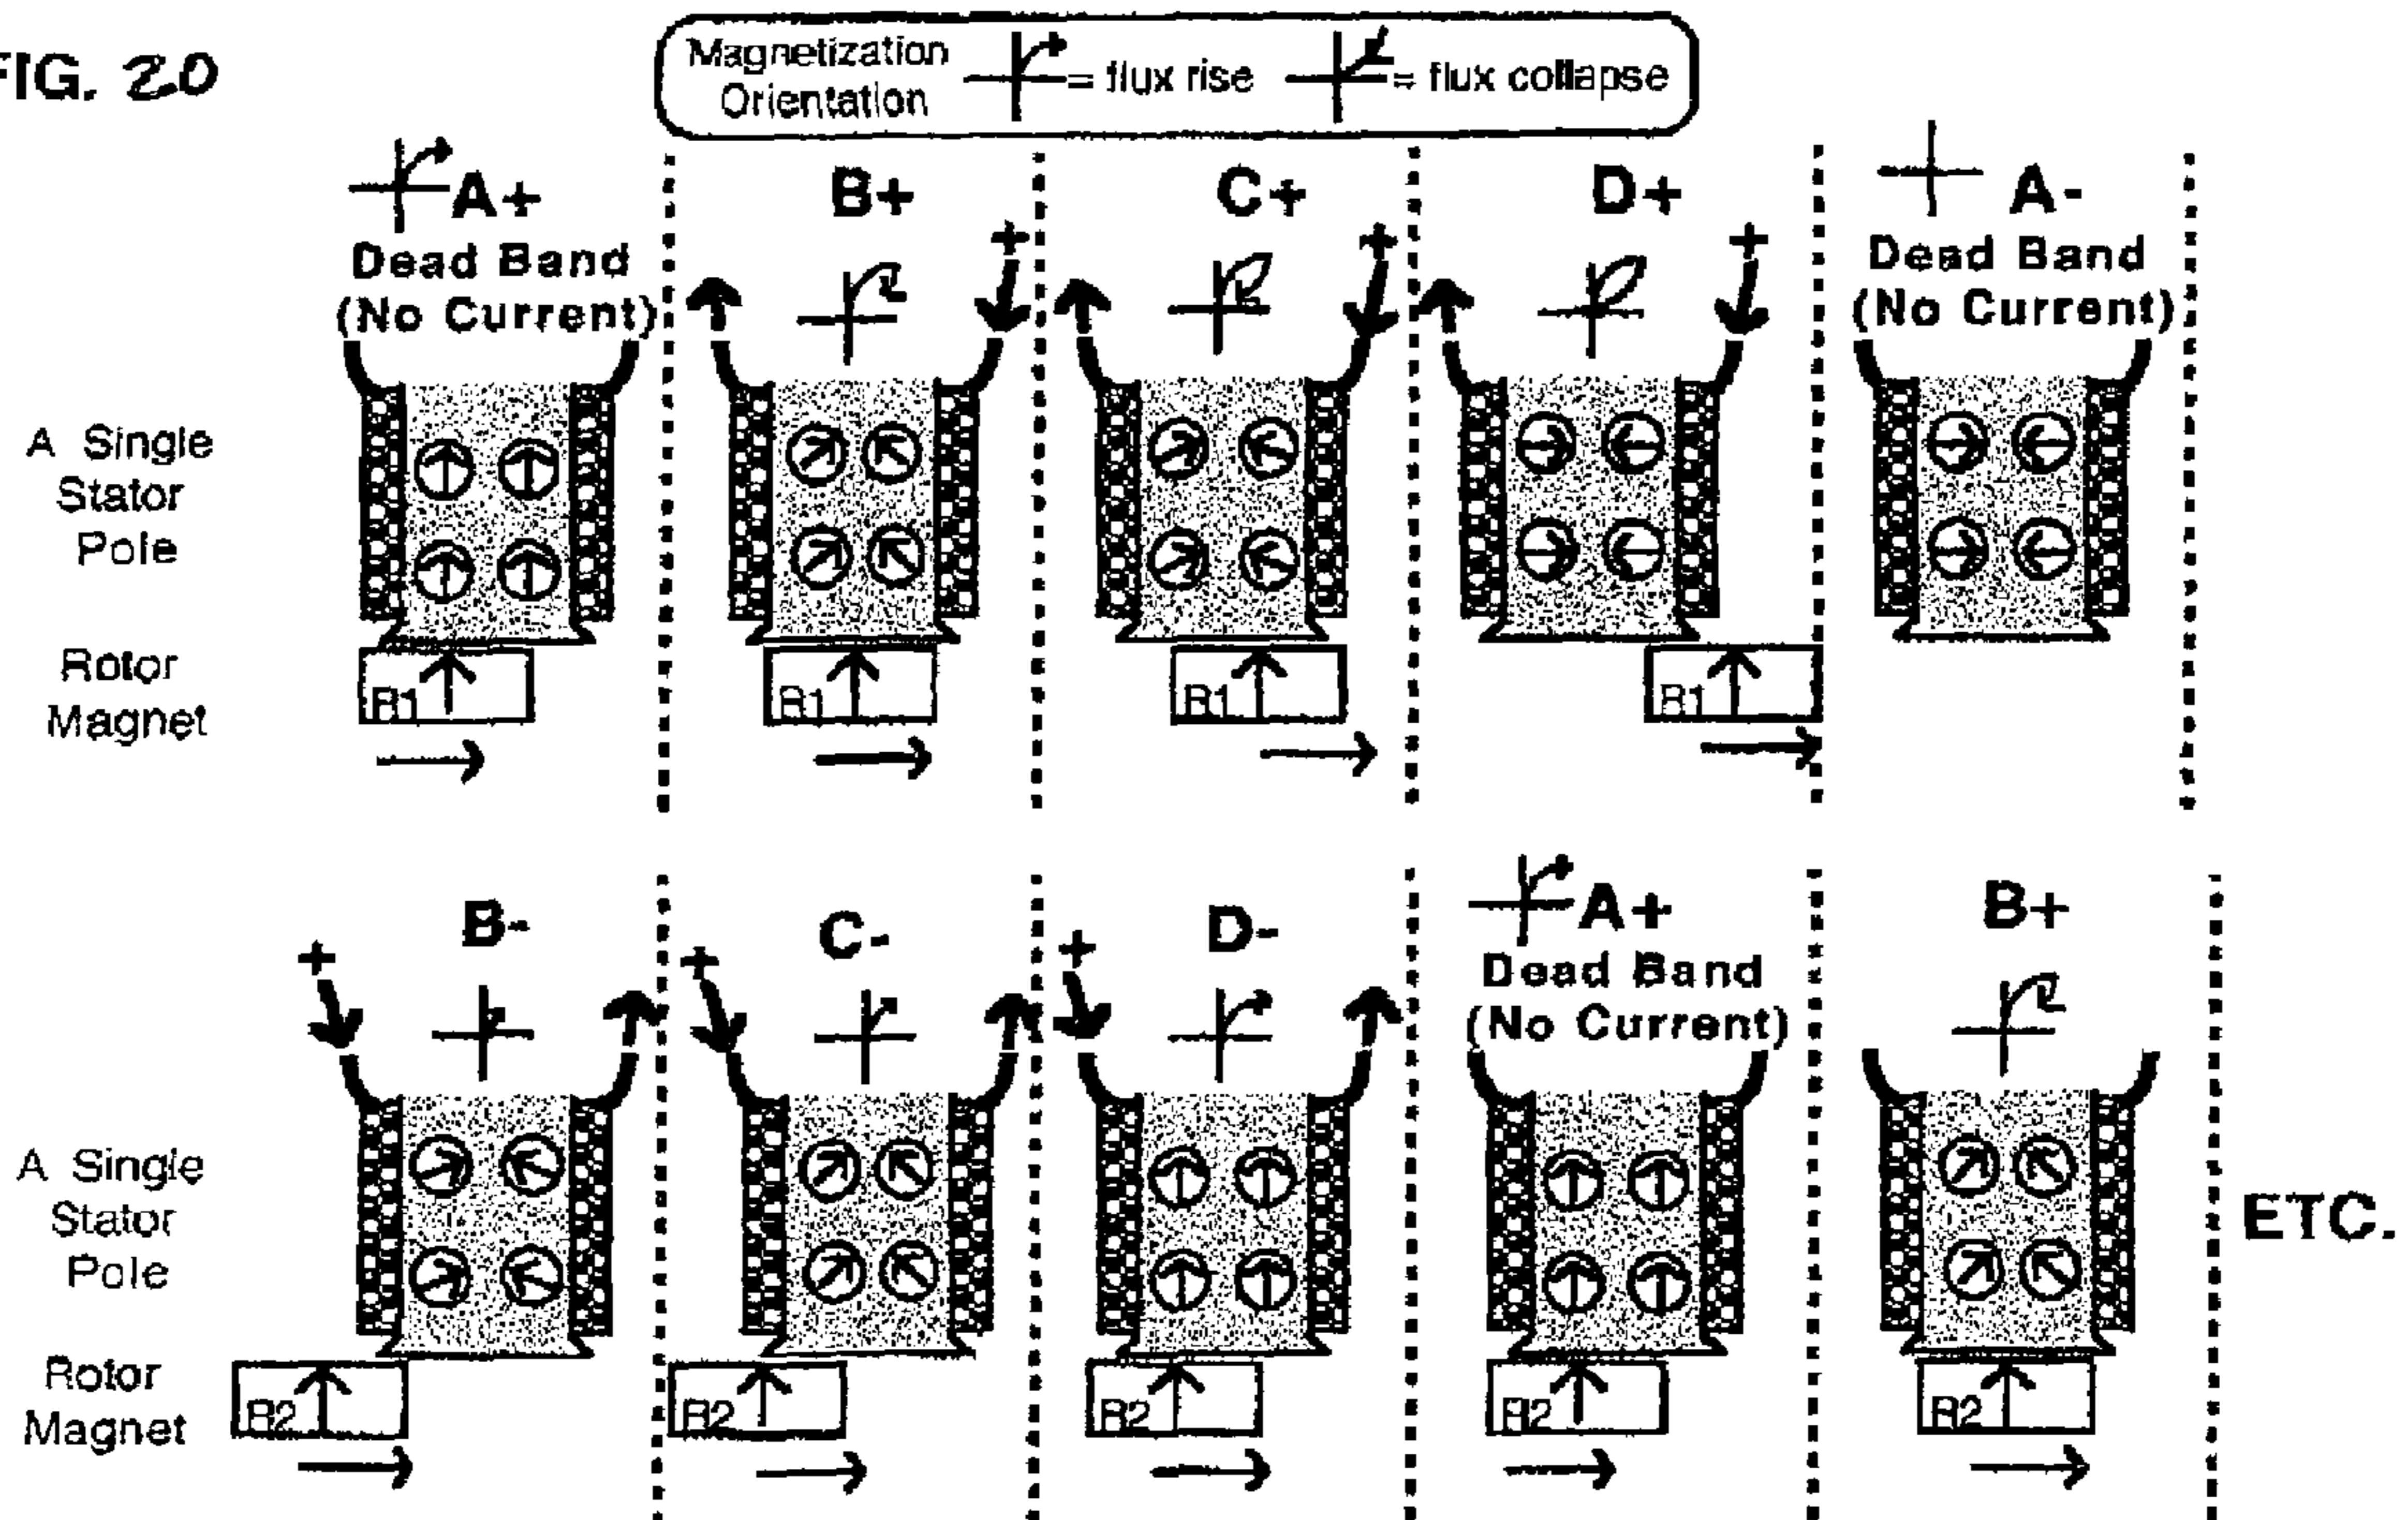 FIG. 20
Magnetization
Orientation
= flux rise
= flux collapse
A+
Dead Band
(No Current)
B+
+
C+
+
D+
+
A-
Dead Band
(No Current)
A Single
Stator
Pole
Rotor
Magnet
R1
R1
R1
R1
B-
+
C-
+
D-
+
A+
Dead Band
(No Current)
B+
A Single
Stator
Pole
ETC.
Rotor
Magnet
R2
R2
R2
R2
R2